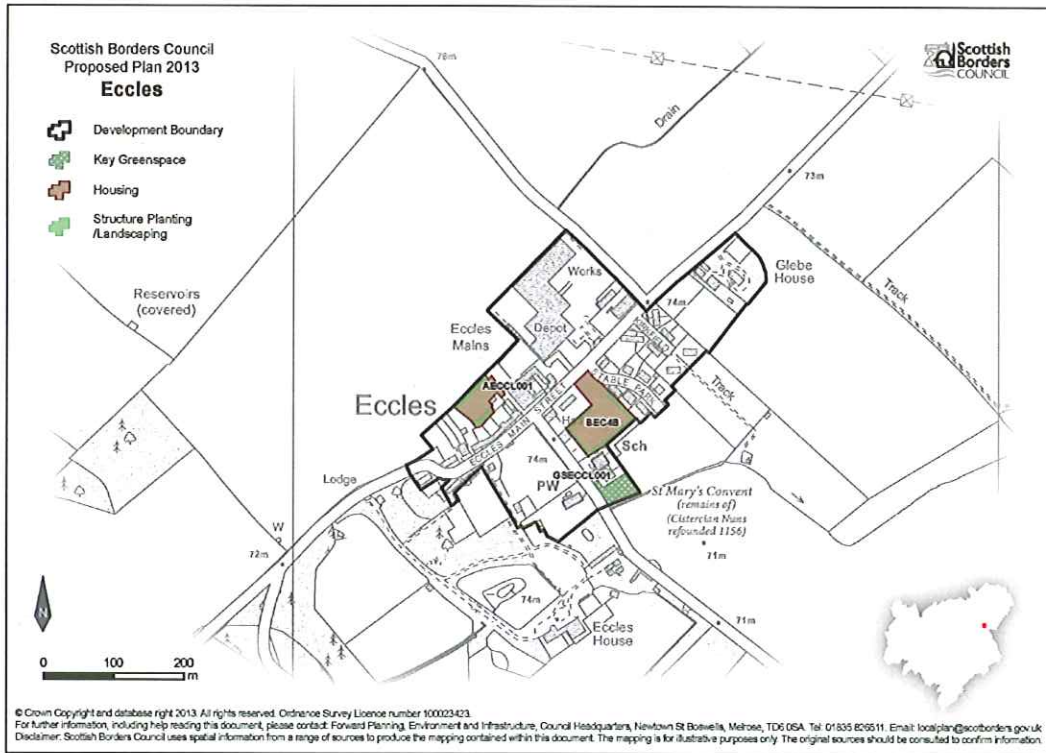 Scottish Borders Council
Proposed Plan 2013
Eccles
Development Boundary
Key Greenspace
Housing
Structure Planting
/Landscaping
Scottish
Borders
COUNCIL
78m
Drain
73m
Glebe
House
Track
Works
74m
Reservoirs
(covered)
Eccles
Mains
Depot
KIRKFIELD
STABLE PARK
Track
AECCL001
Eccles
BEC4B
Sch
ECCLES MAIN STREET
74m
GSECCL001
PW
Lodge
St Mary's Convent
(remains of)
(Cistercian Nuns
refounded 1156)
W
72m
71m
74m
Eccles
House
71m
N
0 100 200
m
© Crown Copyright and database right 2013. All rights reserved. Ordnance Survey Licence number 100023423.
For further information, including help reading this document, please contact: Forward Planning, Environment and Infrastructure, Council Headquarters, Newtown St Boswells, Melrose, TD6 0SA. Tel: 01835 826511. Email: localplan@scotborders.gov.uk
Disclaimer: Scottish Borders Council uses spatial information from a range of sources to produce the mapping contained within this document. The mapping is for illustrative purposes only. The original sources should be consulted to confirm information.